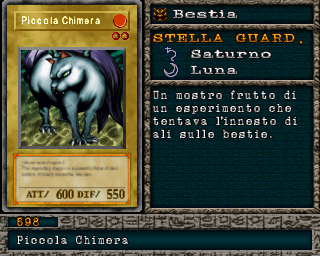 Piccola Chimera
ATT/ 600 DIF/ 550
Bestia
STELLA GUARD.
Saturno
Luna
Un mostro frutto di
un esperimento che
tentava l'innesto di
ali sulle bestie.
598
Piccola Chimera